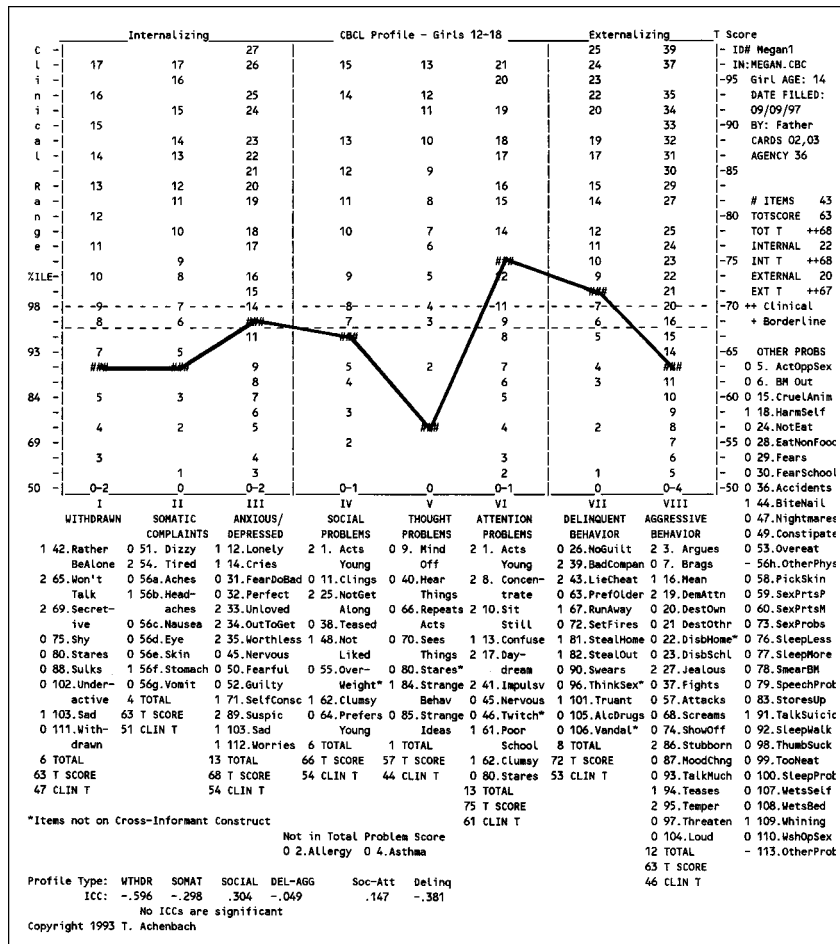 Internalizing CBCL Profile - Girls 12-18 Externalizing T Score
C - 27 25 39 - ID# Megan1
l - 17 17 26 15 13 21 24 37 - IN:MEGAN.CBC
i - 16 20 23 -95 Girl AGE: 14
n - 16 25 14 12 22 35 - DATE FILLED:
i - 15 24 11 19 20 34 - 09/09/97
c - 15 33 -90 BY: Father
a - 14 23 13 10 18 19 32 - CARDS 02,03
l - 14 13 22 17 17 31 - AGENCY 36
- 21 12 9 30 -85
R - 13 12 20 16 15 29 -
a - 11 19 11 8 15 14 27 - # ITEMS 43
n - 12 -80 TOTSCORE 63
g - 10 18 10 7 14 12 25 - TOT T ++68
e - 11 17 6 11 24 - INTERNAL 22
- 9 ### 10 23 -75 INT T ++68
%ILE- 10 8 16 9 5 12 9 22 - EXTERNAL 20
- 15 ### 21 - EXT T ++67
98 - 9 7 14 8 4 11 7 20 -70 ++ Clinical
- 8 6 ### 7 3 9 6 16 - + Borderline
- 11 ### 8 5 15 -
93 - 7 5 14 -65 OTHER PROBS
- ### ### 9 5 2 7 4 ### - 0 5. ActOppSex
- 8 4 6 3 11 - 0 6. BM Out
84 - 5 3 7 5 10 -60 0 15.CruelAnim
- 6 3 9 - 1 18.HarmSelf
- 4 2 5 ### 4 2 8 - 0 24.NotEat
69 - 2 7 -55 0 28.EatNonFood
- 3 4 3 6 - 0 29.Fears
- 1 3 2 1 5 - 0 30.FearSchool
50 0-2 0 0-2 0-1 0 0-1 0 0-4 -50 0 36.Accidents
I II III IV V VI VII VIII 1 44.BiteNail
WITHDRAWN SOMATIC ANXIOUS/ SOCIAL THOUGHT ATTENTION DELINQUENT AGGRESSIVE 0 47.Nightmares
COMPLAINTS DEPRESSED PROBLEMS PROBLEMS PROBLEMS BEHAVIOR BEHAVIOR 0 49.Constipate
1 42.Rather 0 51. Dizzy 1 12.Lonely 2 1. Acts 0 9. Mind 2 1. Acts 0 26.NoGuilt 2 3. Argues 0 53.Overeat
BeAlone 2 54. Tired 1 14.Cries Young Off Young 2 39.BadCompan 0 7. Brags - 56h.OtherPhys
2 65.Won't 0 56a.Aches 0 31.FearDoBad 0 11.Clings 0 40.Hear 2 8. Concen- 2 43.LieCheat 1 16.Mean 0 58.PickSkin
Talk 1 56b.Head- 0 32.Perfect 2 25.NotGet Things trate 0 63.PrefOlder 2 19.DemAttn 0 59.SexPrtsP
2 69.Secret- aches 2 33.Unloved Along 0 66.Repeats 2 10.Sit 1 67.RunAway 0 20.DestOwn 0 60.SexPrtsM
ive 0 56c.Nausea 2 34.OutToGet 0 38.Teased Acts Still 0 72.SetFires 0 21 DestOthr 0 73.SexProbs
0 75.Shy 0 56d.Eye 2 35.Worthless 1 48.Not 0 70.Sees 1 13.Confuse 1 81.StealHome 0 22.DisbHome* 0 76.SleepLess
0 80.Stares 0 56e.Skin 0 45.Nervous Liked Things 2 17.Day- 1 82.StealOut 0 23.DisbSchl 0 77.SleepMore
0 88.Sulks 1 56f.Stomach 0 50.Fearful 0 55.Over- 0 80.Stares* dream 0 90.Swears 2 27.Jealous 0 78.SmearBM
0 102.Under- 0 56g.Vomit 0 52.Guilty Weight* 1 84.Strange 2 41.Impulsv 0 96.ThinkSex* 0 37.Fights 0 79.SpeechProb
active 4 TOTAL 1 71.SelfConsc 1 62.Clumsy Behav 0 45.Nervous 1 101.Truant 0 57.Attacks 0 83.StoresUp
1 103.Sad 63 T SCORE 2 89.Suspic 0 64.Prefers 0 85.Strange 0 46.Twitch* 0 105.AlcDrugs 0 68.Screams 1 91.TalkSuicid
0 111.With- 51 CLIN T 1 103.Sad Young Ideas 1 61.Poor 0 106.Vandal* 0 74.ShowOff 0 92.SleepWalk
drawn 1 112.Worries 6 TOTAL 1 TOTAL School 8 TOTAL 2 86.Stubborn 0 98.ThumbSuck
6 TOTAL 13 TOTAL 66 T SCORE 57 T SCORE 1 62.Clumsy 72 T SCORE 0 87.MoodChng 0 99.TooNeat
63 T SCORE 68 T SCORE 54 CLIN T 44 CLIN T 0 80.Stares 53 CLIN T 0 93.TalkMuch 0 100.SleepProb
47 CLIN T 54 CLIN T 13 TOTAL 1 94.Teases 0 107.WetsSelf
75 T SCORE 2 95.Temper 0 108.WetsBed
*Items not on Cross-Informant Construct 61 CLIN T 0 97.Threaten 1 109.Whining
Not in Total Problem Score 0 104.Loud 0 110.WshOpSex
0 2.Allergy 0 4.Asthma 12 TOTAL - 113.OtherProb
63 T SCORE
46 CLIN T
Profile Type: WTHDR SOMAT SOCIAL DEL-AGG Soc-Att Delinq
ICC: -.596 -.298 .304 -.049 .147 -.381
No ICCs are significant
Copyright 1993 T. Achenbach